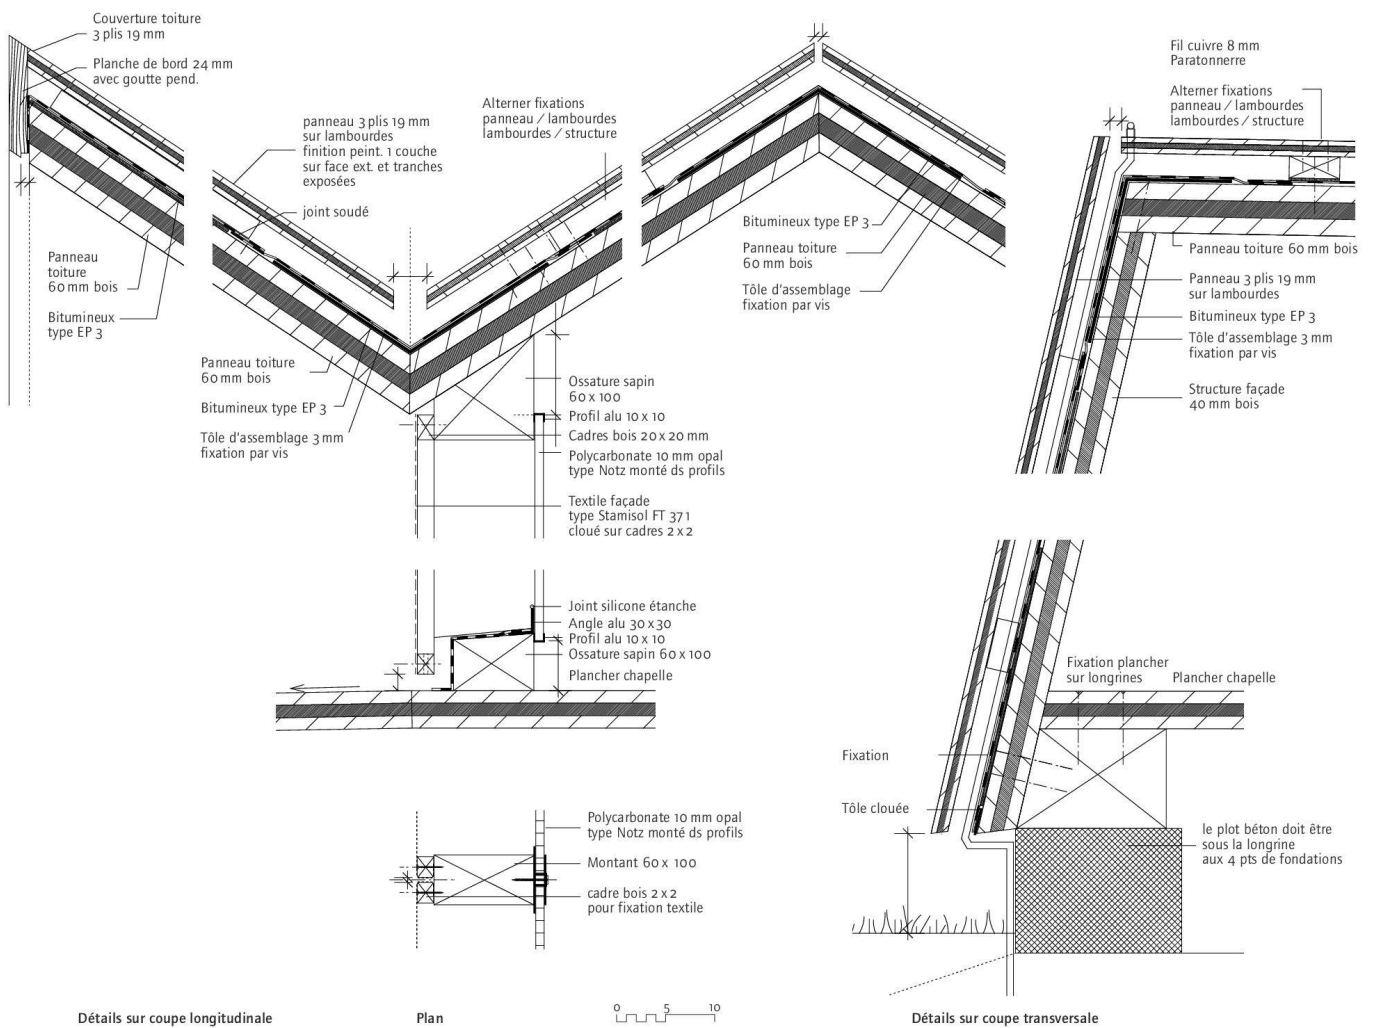 Couverture toiture
3 plis 19 mm
Planche de bord 24 mm
avec goutte pend.
Panneau
toiture
60 mm bois
Bitumineux
type EP 3
panneau 3 plis 19 mm
sur lambourdes
finition peint. 1 couche
sur face ext. et tranches
exposées
joint soudé
Panneau toiture
60 mm bois
Bitumineux type EP 3
Tôle d'assemblage 3 mm
fixation par vis
Alterner fixations
panneau / lambourdes
lambourdes / structure
Bitumineux type EP 3
Panneau toiture
60 mm bois
Tôle d'assemblage
fixation par vis
Ossature sapin
60 x 100
Profil alu 10 x 10
Cadres bois 20 x 20 mm
Polycarbonate 10 mm opal
type Notz monté ds profils
Textile façade
type Stamisol FT 371
cloué sur cadres 2 x 2
Joint silicone étanche
Angle alu 30 x 30
Profil alu 10 x 10
Ossature sapin 60 x 100
Plancher chapelle
Polycarbonate 10 mm opal
type Notz monté ds profils
Montant 60 x 100
cadre bois 2 x 2
pour fixation textile
Fil cuivre 8 mm
Paratonnerre
Alterner fixations
panneau / lambourdes
lambourdes / structure
Panneau toiture 60 mm bois
Panneau 3 plis 19 mm
sur lambourdes
Bitumineux type EP 3
Tôle d'assemblage 3 mm
fixation par vis
Structure façade
40 mm bois
Fixation plancher
sur longrines
Plancher chapelle
Fixation
Tôle clouée
le plot béton doit être
sous la longrine
aux 4 pts de fondations
Détails sur coupe longitudinale
Plan
0 5 10
Détails sur coupe transversale